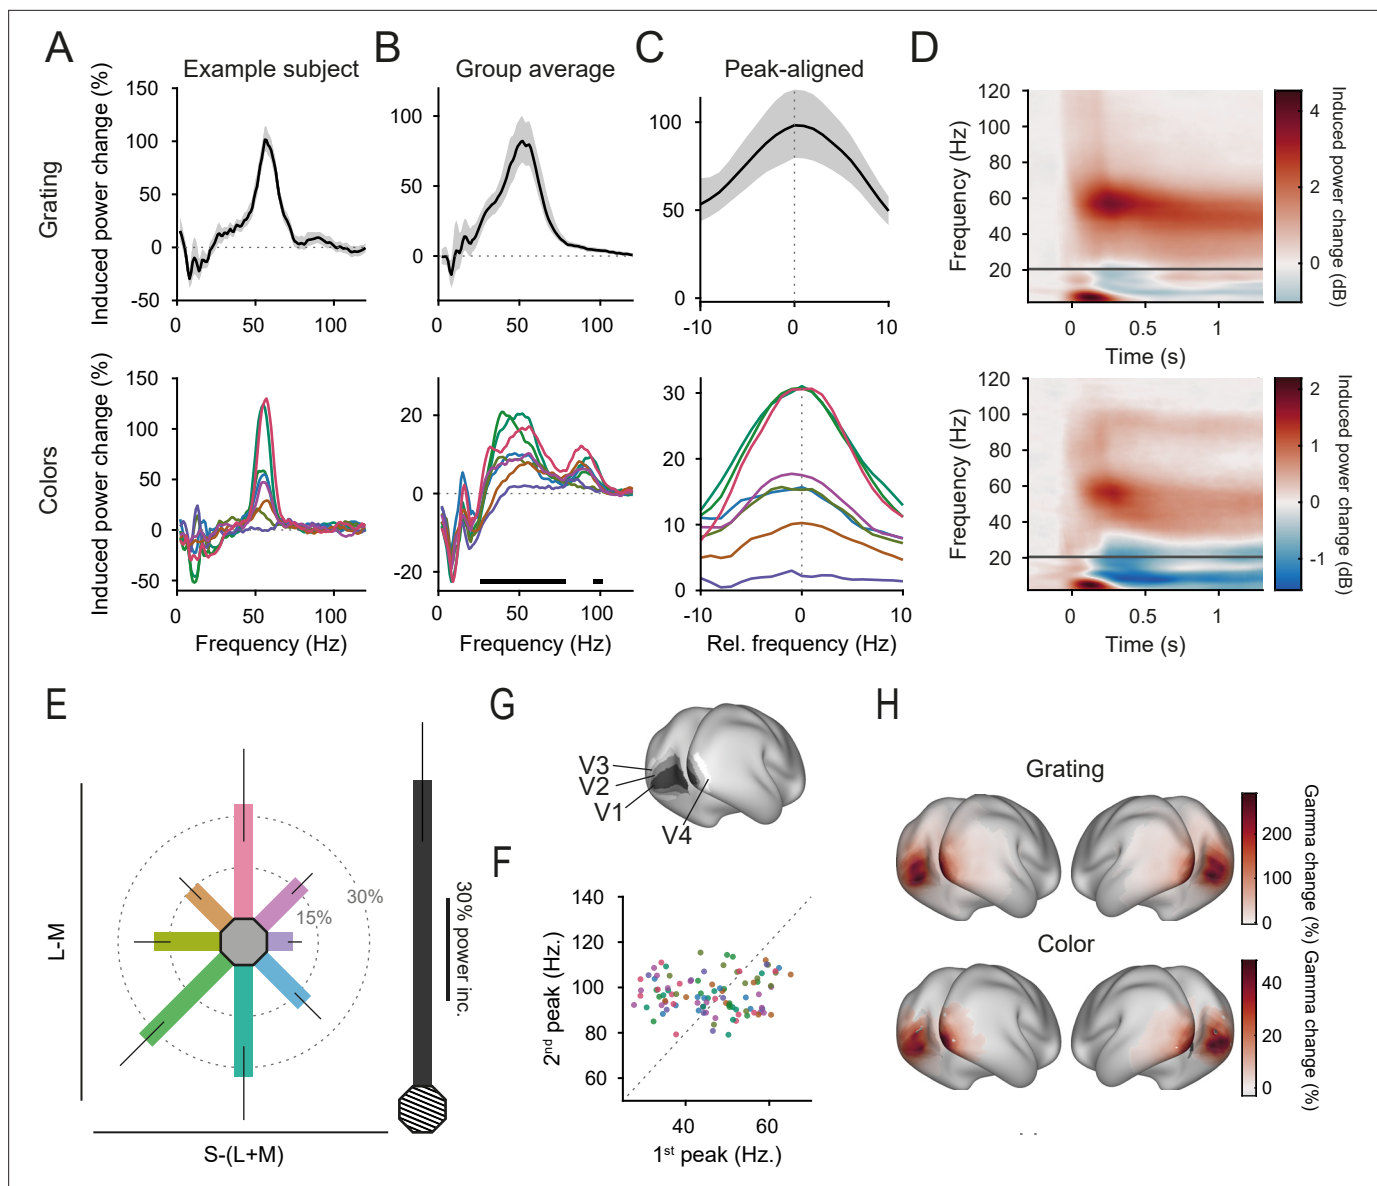 A
B
C
D
Example subject
Group average
Peak-aligned
Grating
Induced power change (%)
150
100
50
0
-50
0 50 100
100
50
0
0 50 100
100
50
0
-10 0 10
Frequency (Hz)
120
100
80
60
40
20
0 0.5 1
Time (s)
4
2
0
Induced power change (dB)
Colors
Induced power change (%)
150
100
50
0
-50
0 50 100
Frequency (Hz)
20
0
-20
0 50 100
Frequency (Hz)
30
20
10
0
-10 0 10
Rel. frequency (Hz)
Frequency (Hz)
120
100
80
60
40
20
0 0.5 1
Time (s)
2
1
0
-1
Induced power change (dB)
E
L-M
30%
15%
S-(L+M)
30% power inc.
G
V3
V2
V1
V4
F
2nd peak (Hz.)
140
120
100
80
60
40 60
1st peak (Hz.)
H
Grating
200
100
0
Gamma change (%)
Color
40
20
0
Gamma change (%)